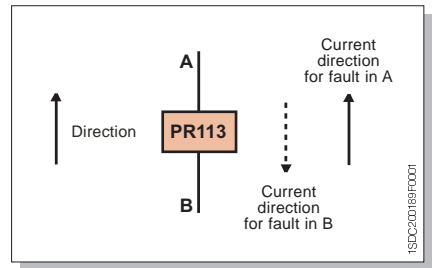 A
Current
direction
for fault in A
Direction
PR113
B
Current
direction
for fault in B
1SDC200189F0001